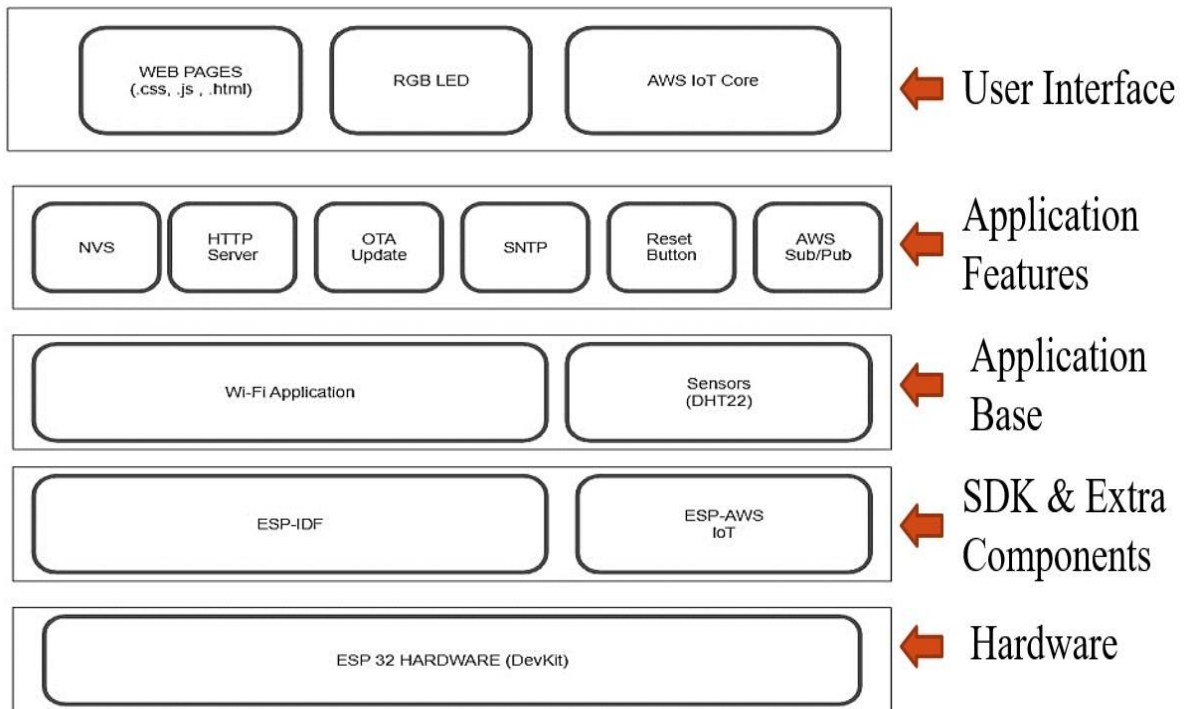 WEB PAGES
(.css, .js , .html)
RGB LED
AWS IoT Core
User Interface
NVS
HTTP
Server
OTA
Update
SNTP
Reset
Button
AWS
Sub/Pub
Application
Features
Wi-Fi Application
Sensors
(DHT22)
Application
Base
ESP-IDF
ESP-AWS
IoT
SDK & Extra
Components
ESP 32 HARDWARE (DevKit)
Hardware